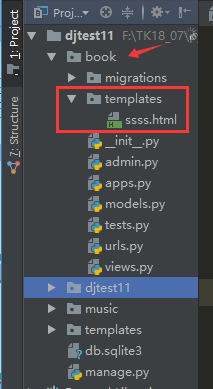 Proj...
1: Project
7: Structure
djtest11 F:\TK18_07\
book
migrations
templates
ssss.html
__init__.py
admin.py
apps.py
models.py
tests.py
urls.py
views.py
djtest11
music
templates
db.sqlite3
manage.py